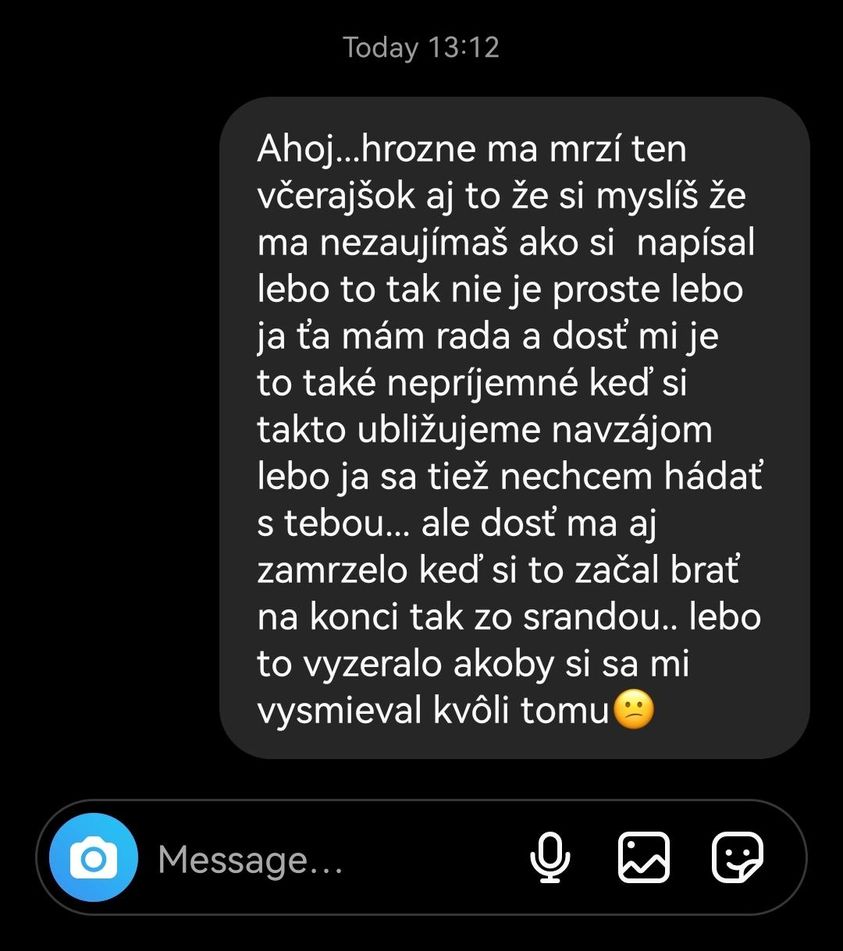 Today 13:12
Ahoj...hrozne ma mrzí ten
včerajšok aj to že si myslíš že
ma nezaujímaš ako si  napísal
lebo to tak nie je proste lebo
ja ťa mám rada a dosť mi je
to také nepríjemné keď si
takto ubližujeme navzájom
lebo ja sa tiež nechcem hádať
s tebou... ale dosť ma aj
zamrzelo keď si to začal brať
na konci tak zo srandou.. lebo
to vyzeralo akoby si sa mi
vysmieval kvôli tomu😕
Message...